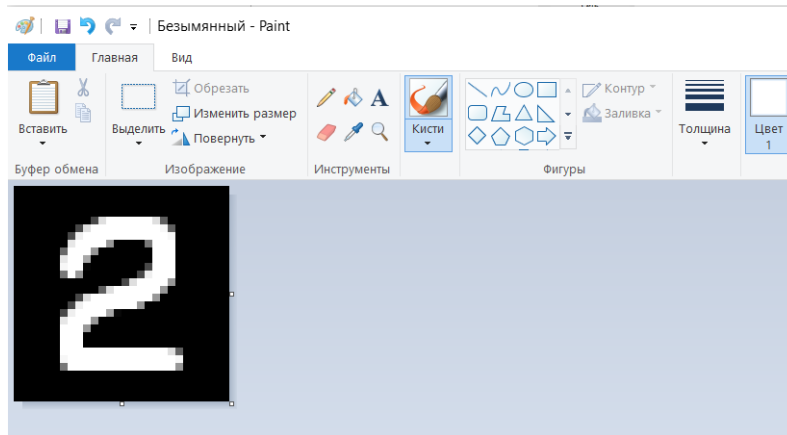 Безымянный - Paint
Файл Главная Вид
Вставить
Буфер обмена
Выделить
Обрезать
Изменить размер
Повернуть
Изображение
A
Инструменты
Кисти
Контур
Заливка
Фигуры
Толщина
Цвет
1
2